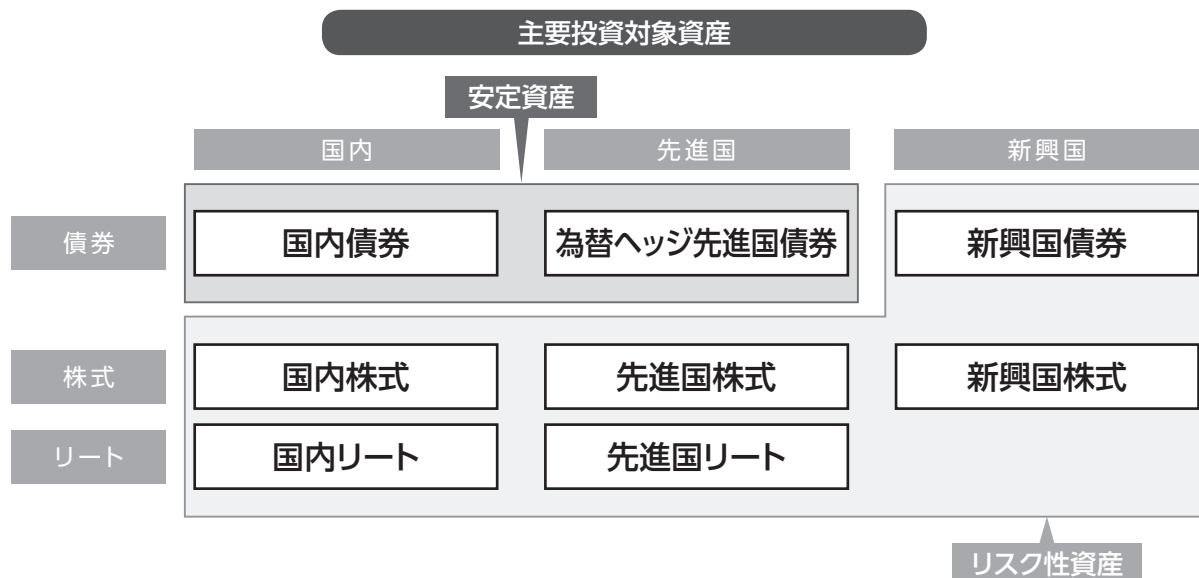 主要投資対象資産
安定資産
国内 先進国 新興国
債券 国内債券 為替ヘッジ先進国債券 新興国債券
株式 国内株式 先進国株式 新興国株式
リート 国内リート 先進国リート
リスク性資産